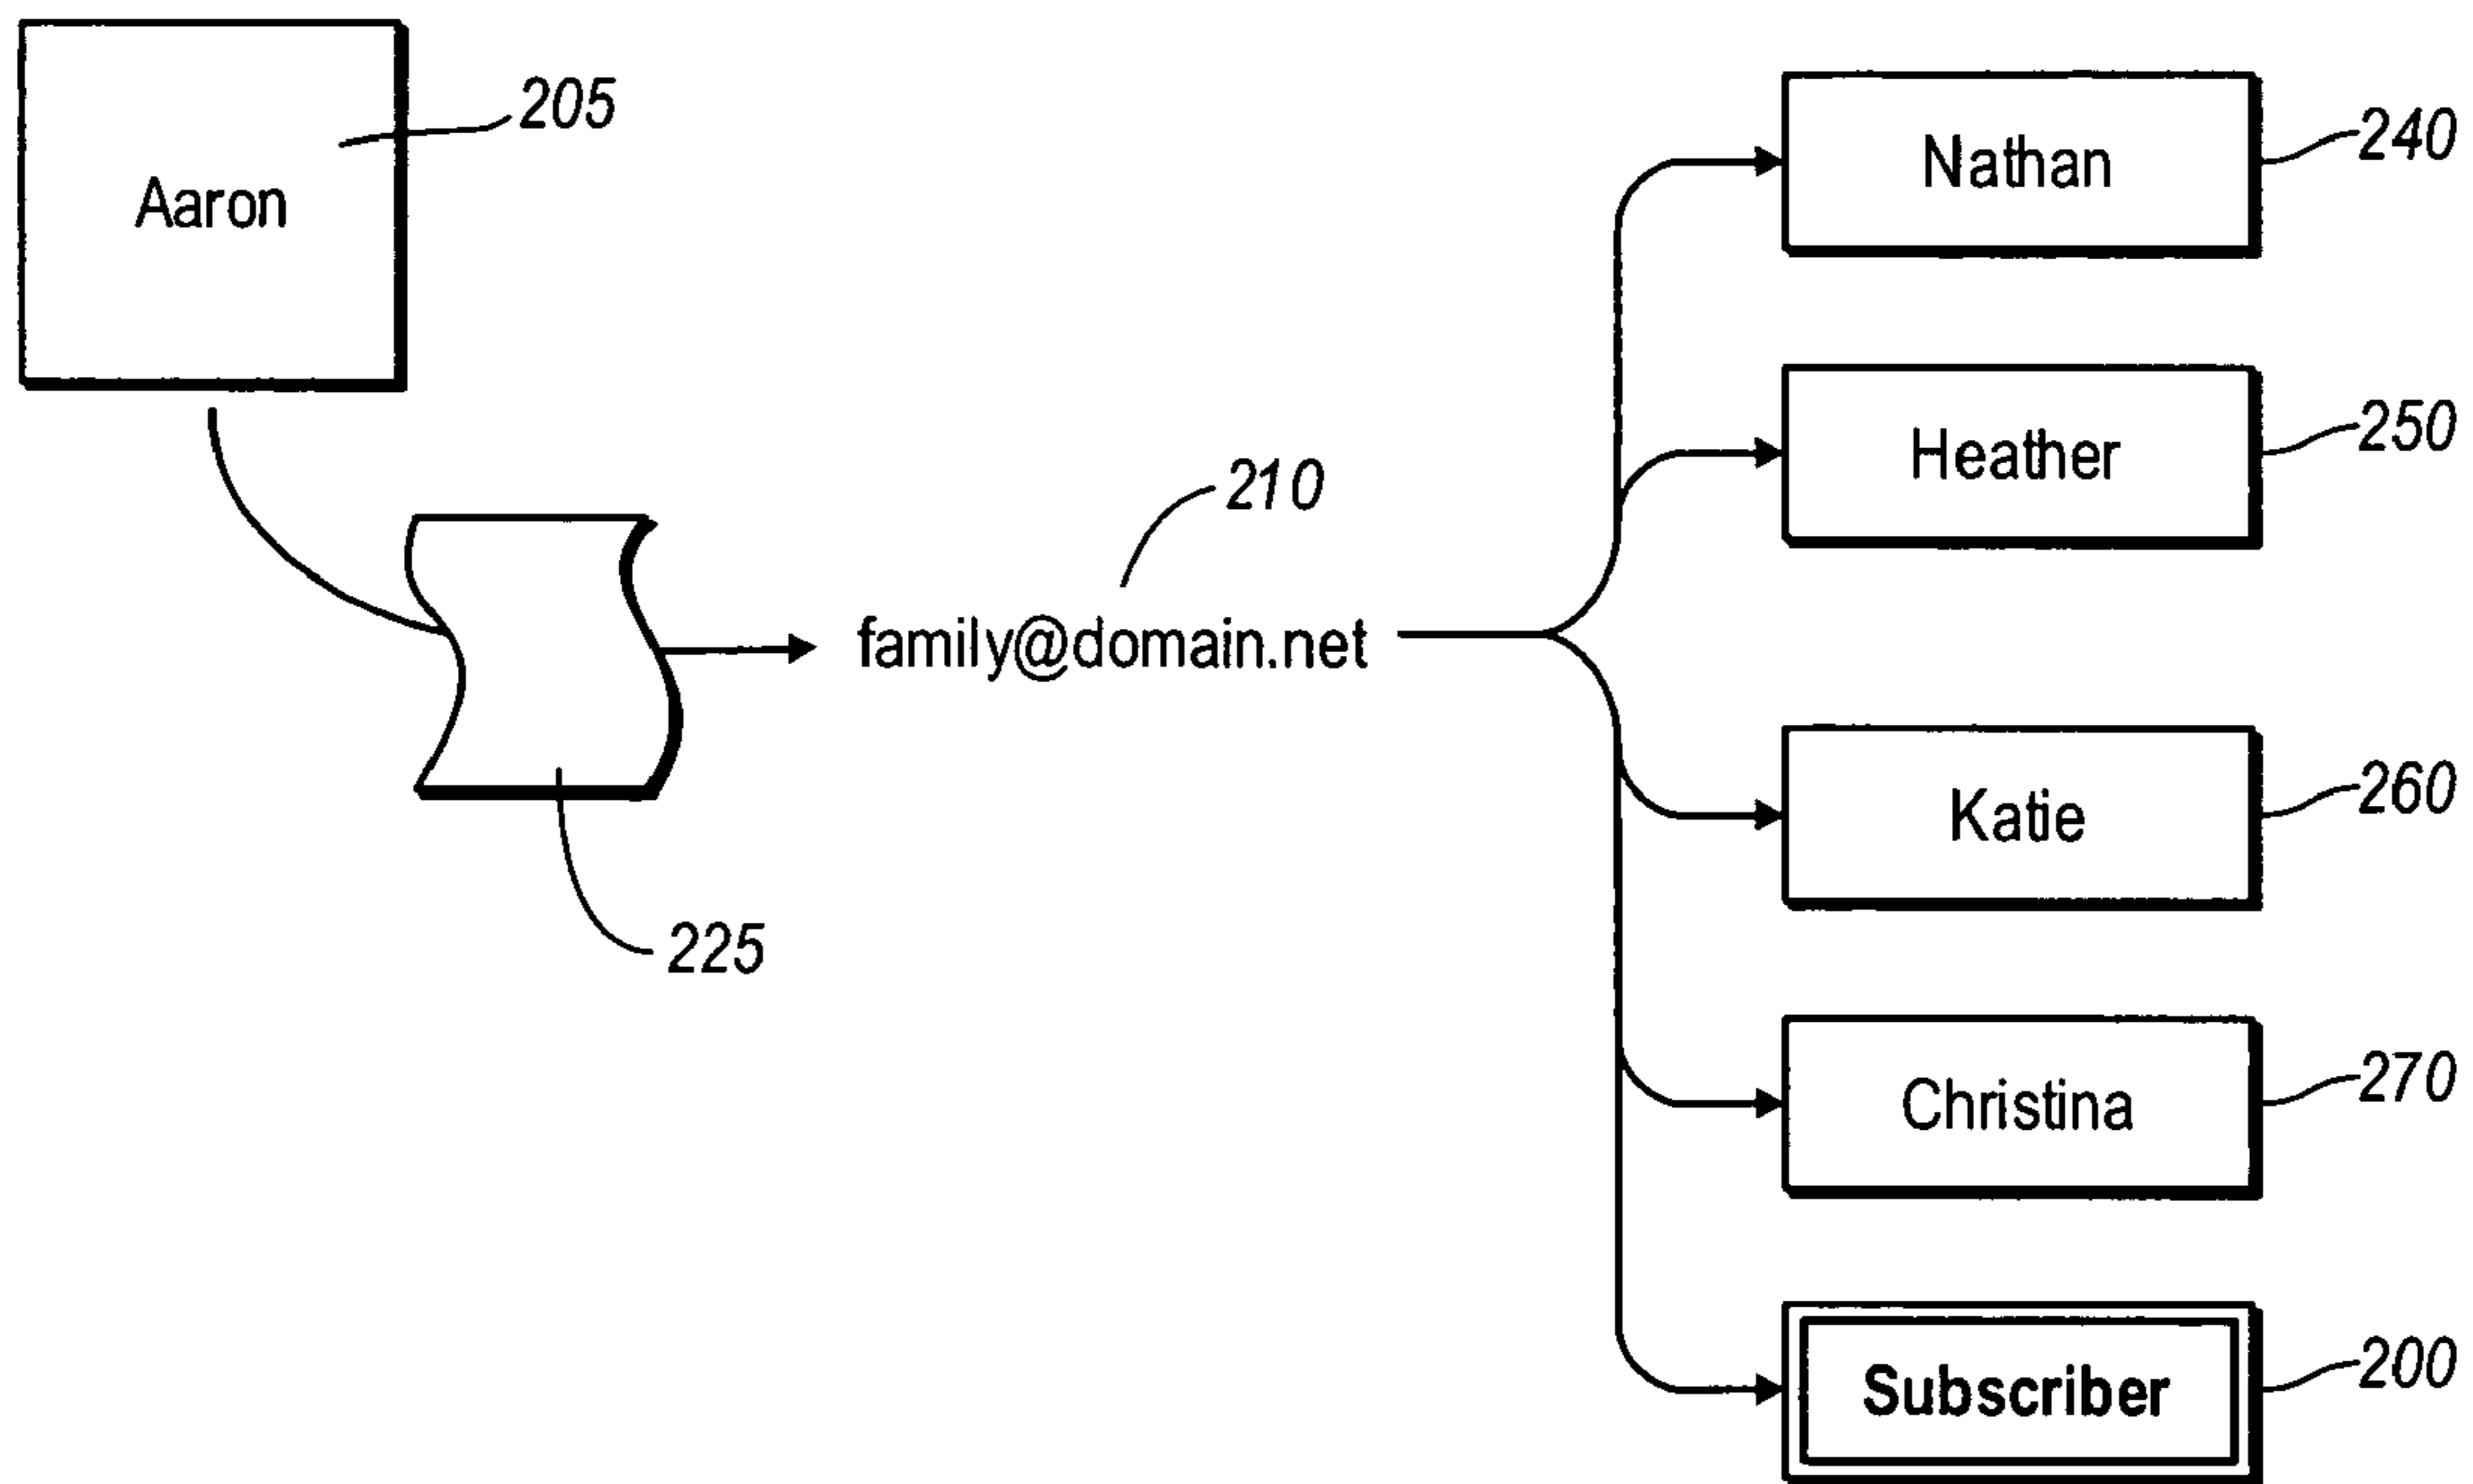 205
Aaron
240
Nathan
250
Heather
210
family@domain.net
260
Katie
225
270
Christina
200
Subscriber